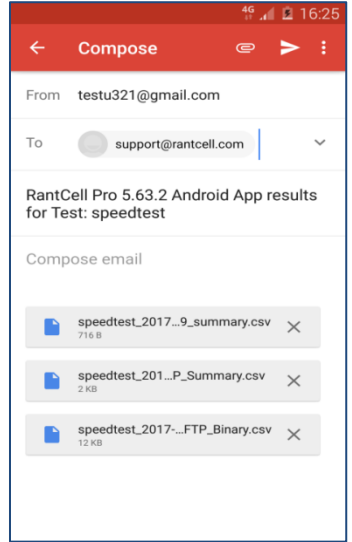 4G 16:25
Compose
From testu321@gmail.com
To support@rantcell.com
RantCell Pro 5.63.2 Android App results
for Test: speedtest
Compose email
speedtest_2017...9_summary.csv
716 B
speedtest_201...P_Summary.csv
2 KB
speedtest_2017-...FTP_Binary.csv
12 KB